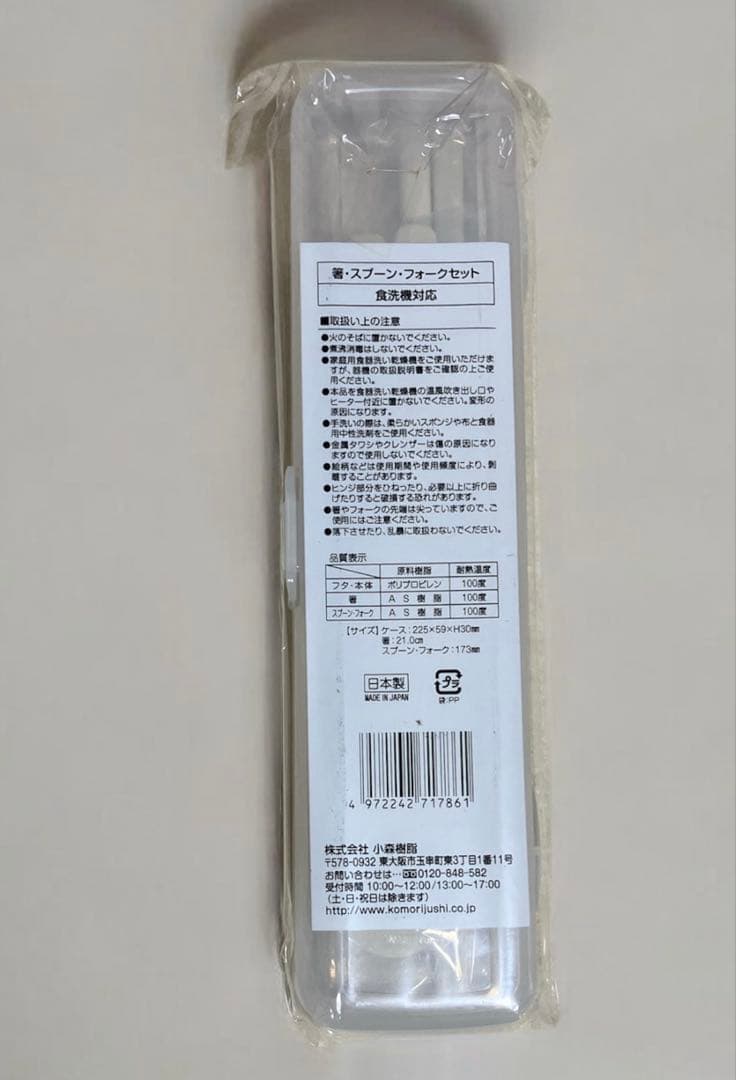 箸・スプーン・フォークセット
食洗機対応
■取扱い上の注意
●火のそばに置かないでください。
●煮沸消毒はしないでください。
●家庭用食器洗い乾燥機をご使用いただけま
すが、器機の取扱説明書をご確認の上ご使
用ください。
●本品を食器洗い乾燥機の温風吹き出し口や
ヒーター付近に置かないでください。変形の
原因になります。
●手洗いの際は、柔らかいスポンジや布と食器
用中性洗剤をご使用ください。
●金属タワシやクレンザーは傷の原因になり
ますので使用しないでください。
●絵柄などは使用期間や使用頻度により、剥
離することがあります。
●ヒンジ部分をひねったり、必要以上に折り曲
げたりすると破損する恐れがあります。
●箸やフォークの先端は尖っていますので、ご
使用にはご注意ください。
●落下させたり、乱暴に取扱わないでください。
品質表示
原料樹脂 耐熱温度
フタ・本体 ポリプロピレン 100度
箸 AS樹脂 100度
スプーン・フォーク AS樹脂 100度
【サイズ】ケース:225×59×H30mm
箸:21.0cm
スプーン・フォーク:173mm
日本製
MADE IN JAPAN
プラ
袋:PP
4 972242 717861
株式会社 小森樹脂
〒578-0932 東大阪市玉串町東3丁目1番11号
お問い合わせは…0120-848-582
受付時間 10:00～12:00/13:00～17:00
(土・日・祝日は除きます)
http://www.komorijushi.co.jp